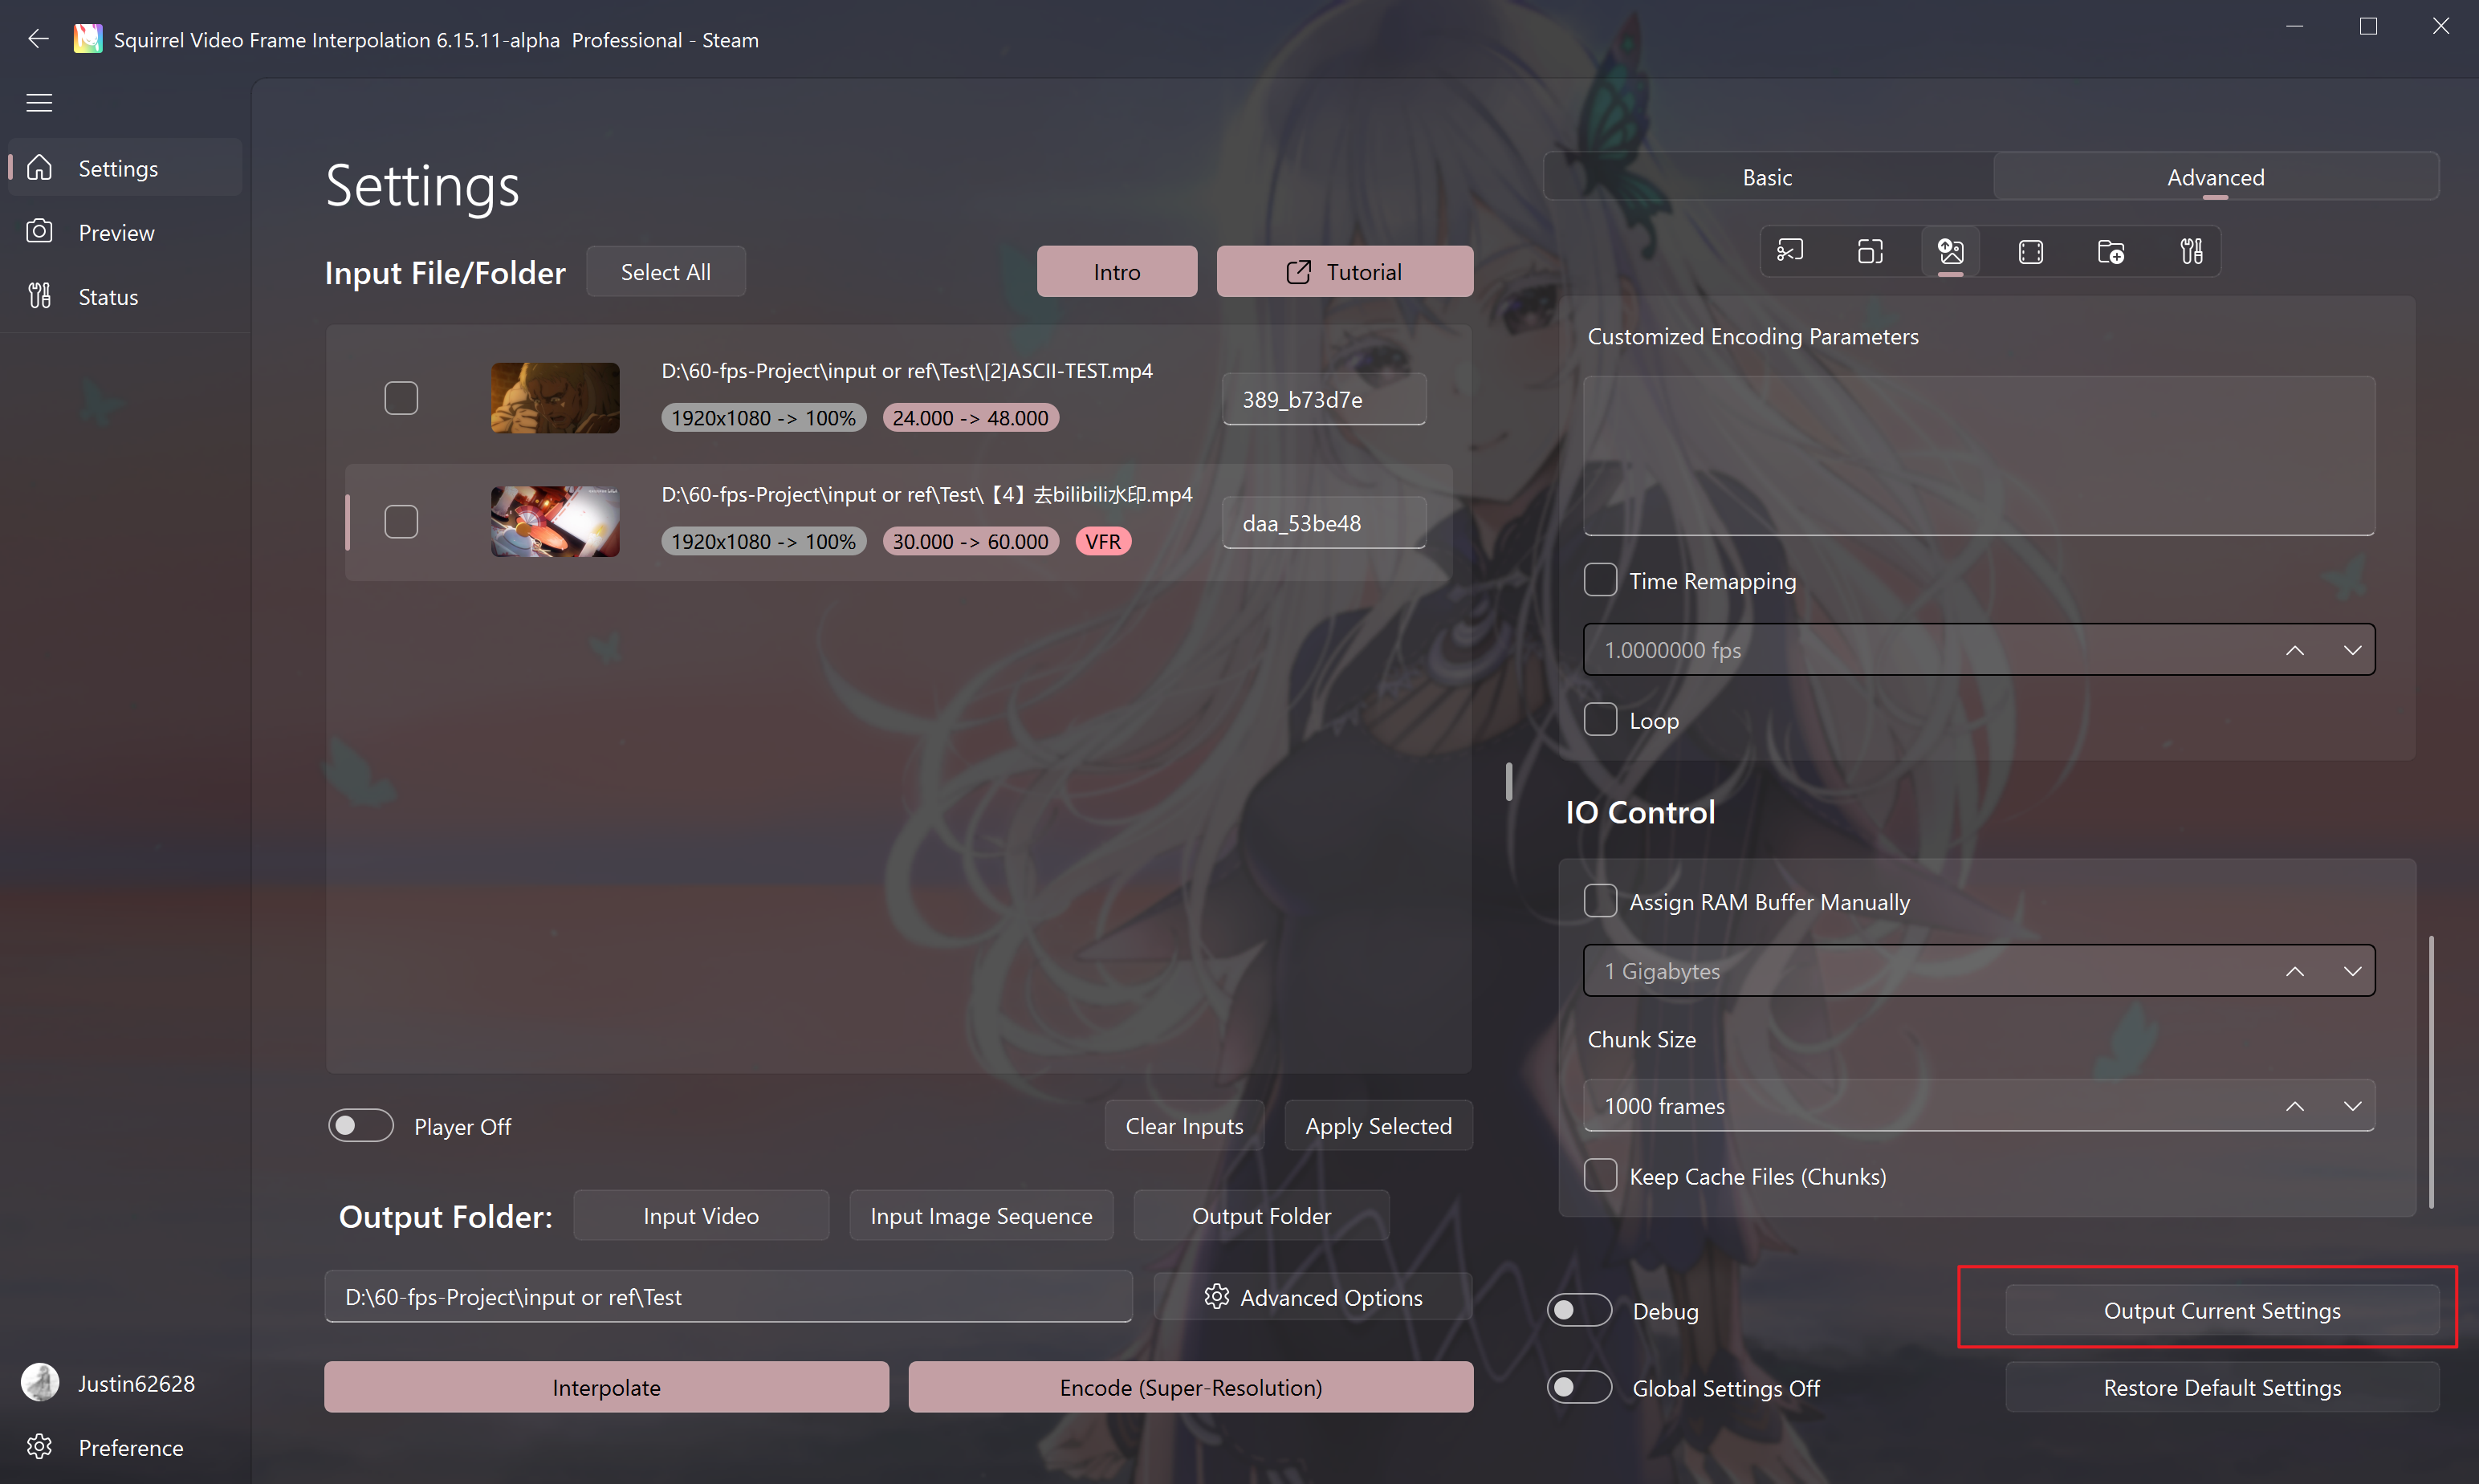 Squirrel Video Frame Interpolation 6.15.11-alpha  Professional - Steam
Settings
Preview
Status
Justin62628
Preference
Settings
Input File/Folder
Select All
Intro
Tutorial
D:\60-fps-Project\input or ref\Test\[2]ASCII-TEST.mp4
1920x1080 -> 100%
24.000 -> 48.000
389_b73d7e
D:\60-fps-Project\input or ref\Test\【4】去bilibili水印.mp4
1920x1080 -> 100%
30.000 -> 60.000
VFR
daa_53be48
Player Off
Clear Inputs
Apply Selected
Output Folder:
Input Video
Input Image Sequence
Output Folder
D:\60-fps-Project\input or ref\Test
Advanced Options
Interpolate
Encode (Super-Resolution)
Basic
Advanced
Customized Encoding Parameters
Time Remapping
1.0000000 fps
Loop
IO Control
Assign RAM Buffer Manually
1 Gigabytes
Chunk Size
1000 frames
Keep Cache Files (Chunks)
Debug
Output Current Settings
Global Settings Off
Restore Default Settings